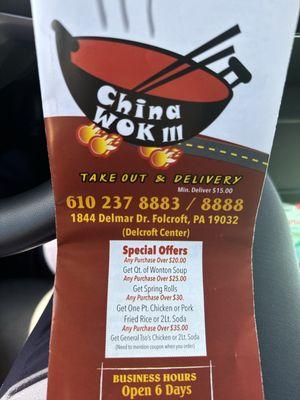 China
WOK III
TAKE OUT & DELIVERY
Min. Deliver $15.00
610 237 8883 / 8888
1844 Delmar Dr. Folcroft, PA 19032
(Delcroft Center)
Special Offers
Any Purchase Over $20.00
Get Qt. of Wonton Soup
Any Purchase Over $25.00
Get Spring Rolls
Any Purchase Over $30.
Get One Pt. Chicken or Pork
Fried Rice or 2Lt. Soda
Any Purchase Over $35.00
Get General Tso's Chicken or 2Lt. Soda
(Need to mention coupon when you order)
BUSINESS HOURS
Open 6 Days